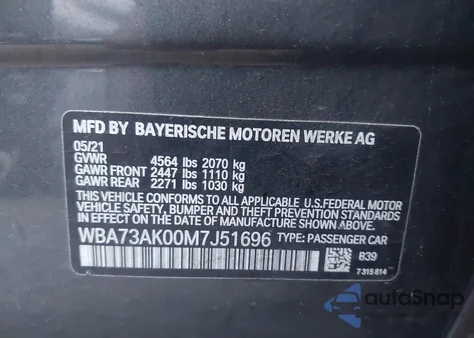 MFD BY BAYERISCHE MOTOREN WERKE AG
05/21
GVWR 4564 lbs 2070 kg
GAWR FRONT 2447 lbs 1110 kg
GAWR REAR 2271 lbs 1030 kg
THIS VEHICLE CONFORMS TO ALL APPLICABLE U.S.FEDERAL MOTOR
VEHICLE SAFETY, BUMPER, AND THEFT PREVENTION STANDARDS
IN EFFECT ON THE DATE OF MANUFACTURE SHOWN ABOVE.
WBA73AK00M7J51696 TYPE: PASSENGER CAR
B39
7315814
autoSnap